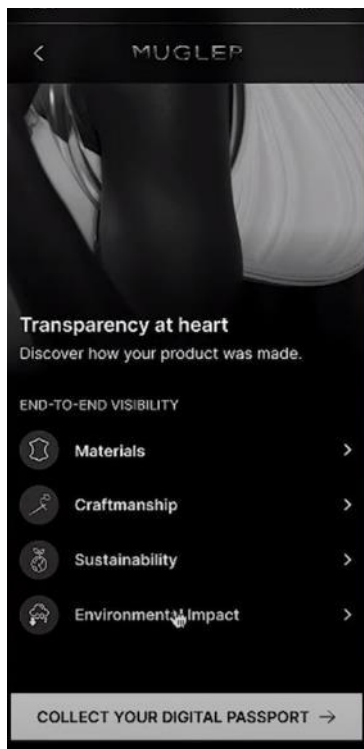 MUGLER
Transparency at heart
Discover how your product was made.
END-TO-END VISIBILITY
Materials
Craftmanship
Sustainability
Environmental Impact
COLLECT YOUR DIGITAL PASSPORT →